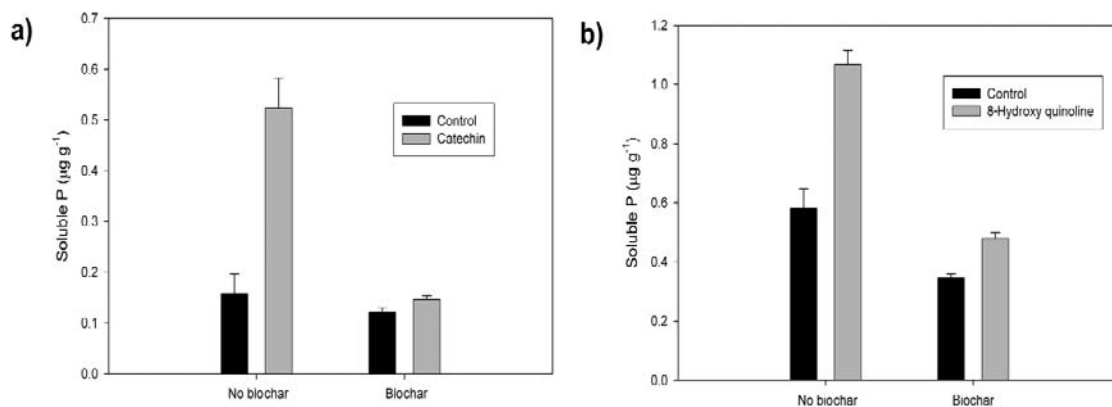 a)
0.7
0.6
0.5
0.4
0.3
0.2
0.1
0.0
Soluble P (µg g⁻¹)
Control
Catechin
No biochar
Biochar
b)
1.2
1.0
0.8
0.6
0.4
0.2
0.0
Soluble P (µg g⁻¹)
Control
8-Hydroxy quinoline
No biochar
Biochar